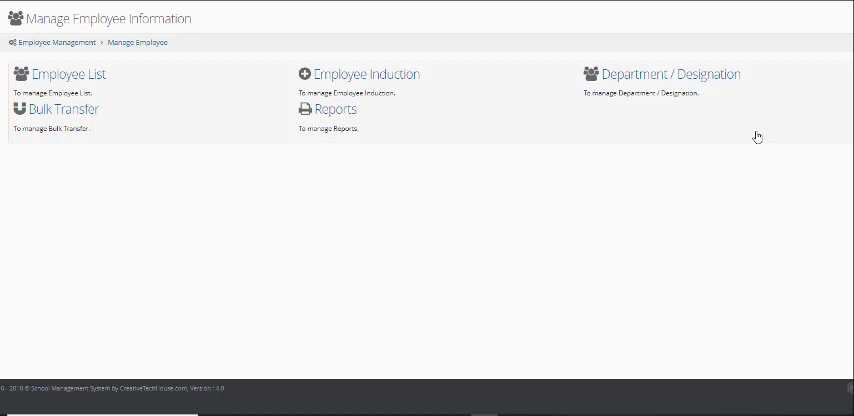 Manage Employee Information
Employee Management > Manage Employee
Employee List
To manage Employee List.
Employee Induction
To manage Employee Induction.
Department / Designation
To manage Department / Designation.
Bulk Transfer
To manage Bulk Transfer.
Reports
To manage Reports.
6 - 2018 © School Management System by CreativeTechHouse.com, Version : 4.0